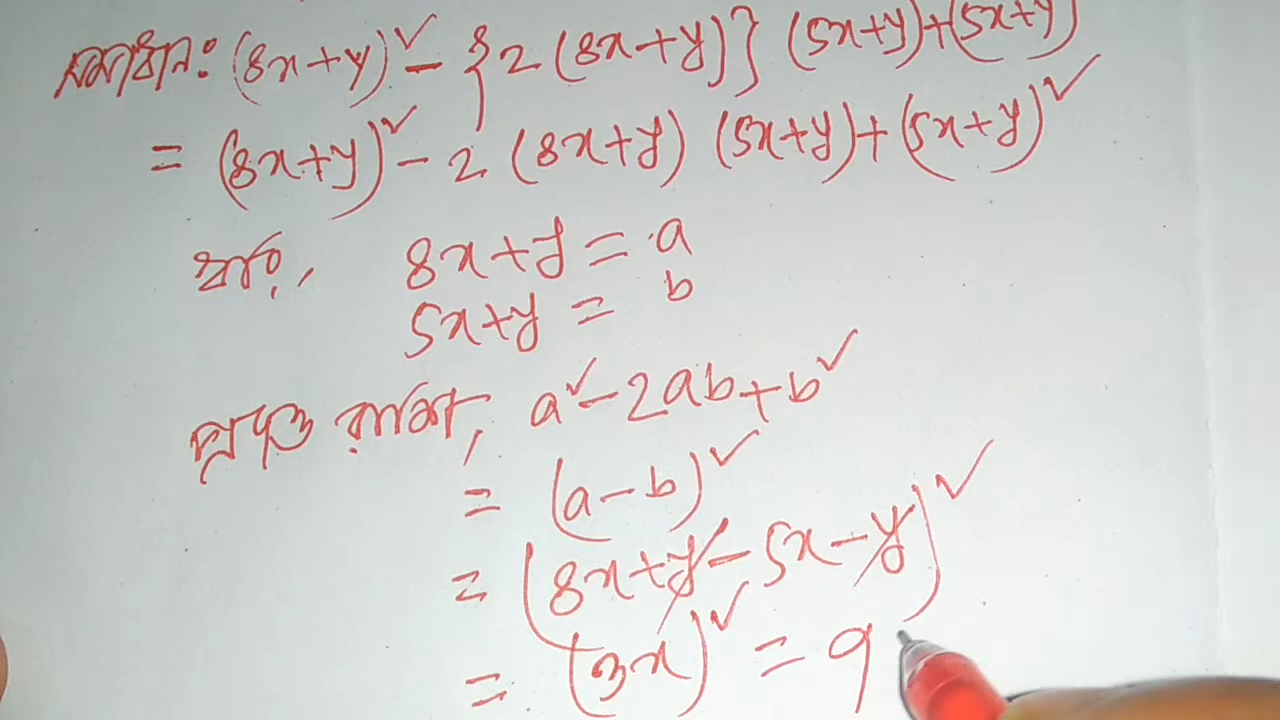 সমাধান: (8x+y)² - {2 (8x+y)} (5x+y)+(5x+y)
= (8x+y)² - 2 (8x+y) (5x+y)+(5x+y)²
ধরি, 8x+y = a
5x+y = b
প্রদত্ত রাশি, a² - 2ab+b²
= (a-b)²
= (8x+y-5x-y)²
= (3x)² = 9